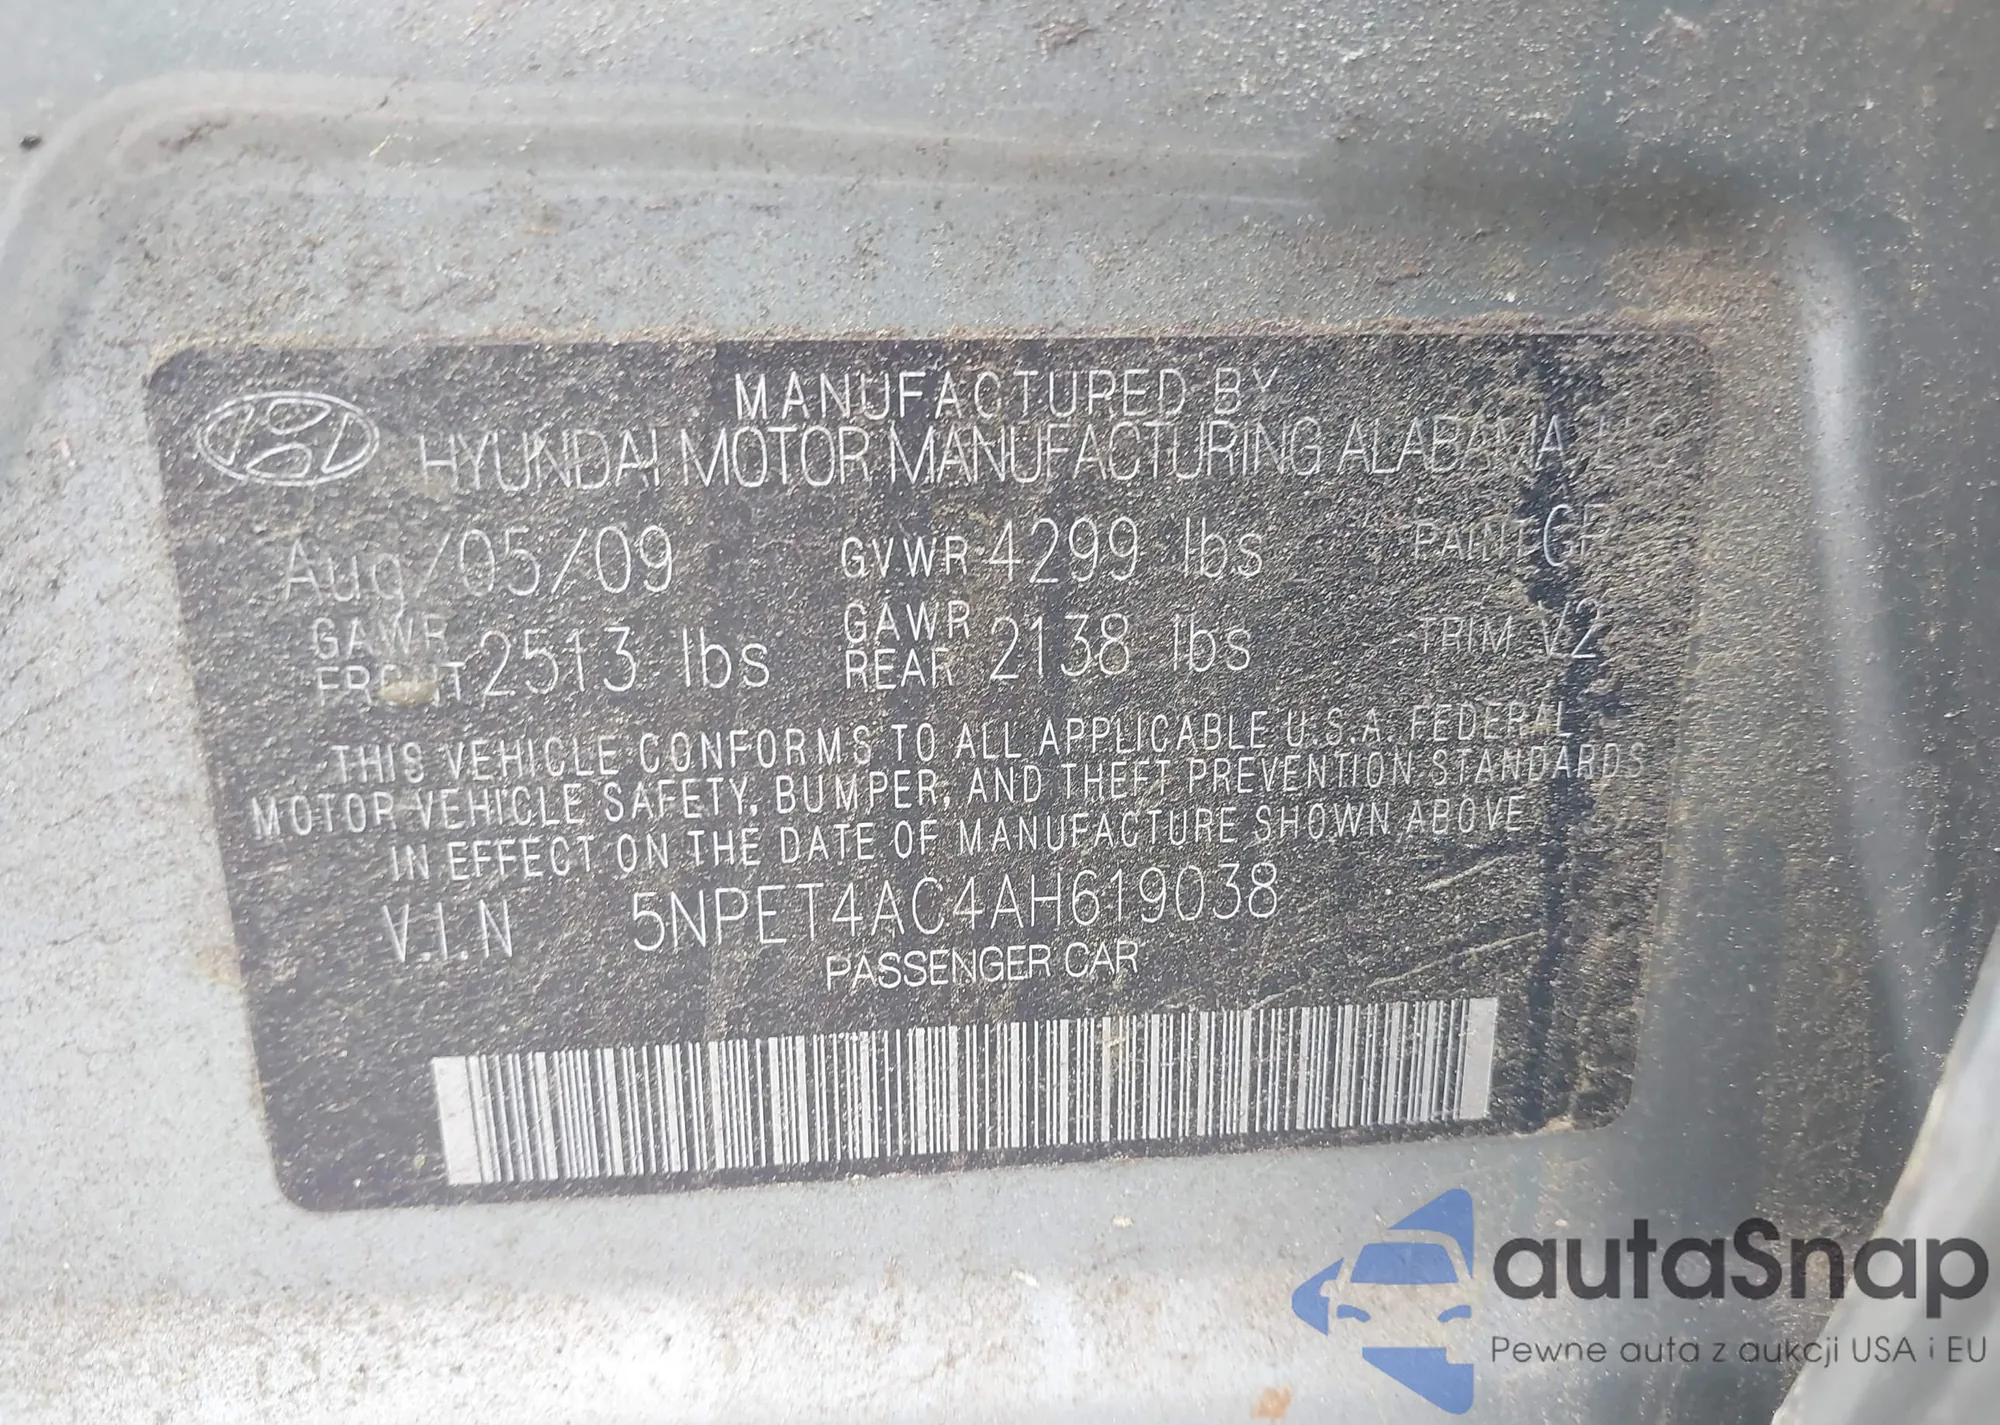 MANUFACTURED BY
HYUNDAI MOTOR MANUFACTURING ALABAMA
Aug/05/09 GVWR 4299 lbs PAINT
GAWR FRONT 2513 lbs GAWR REAR 2138 lbs TRIM V2
THIS VEHICLE CONFORMS TO ALL APPLICABLE U.S.A. FEDERAL
MOTOR VEHICLE SAFETY, BUMPER, AND THEFT PREVENTION STANDARDS
IN EFFECT ON THE DATE OF MANUFACTURE SHOWN ABOVE
V.I.N 5NPET4AC4AH619038
PASSENGER CAR
autaSnap
Pewne auta z aukcji USA i EU